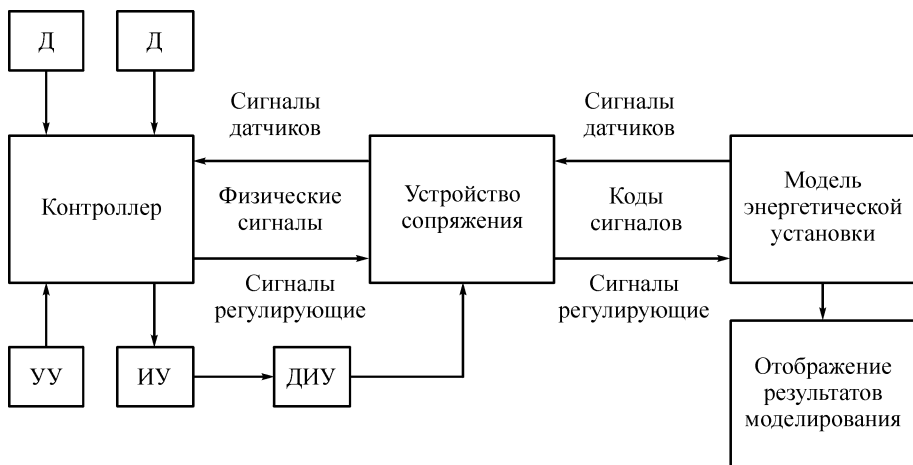 Д
Д
Сигналы
датчиков
Сигналы
датчиков
Контроллер
Физические
сигналы
Устройство
сопряжения
Коды
сигналов
Модель
энергетической
установки
Сигналы
регулирующие
Сигналы
регулирующие
УУ
ИУ
ДИУ
Отображение
результатов
моделирования